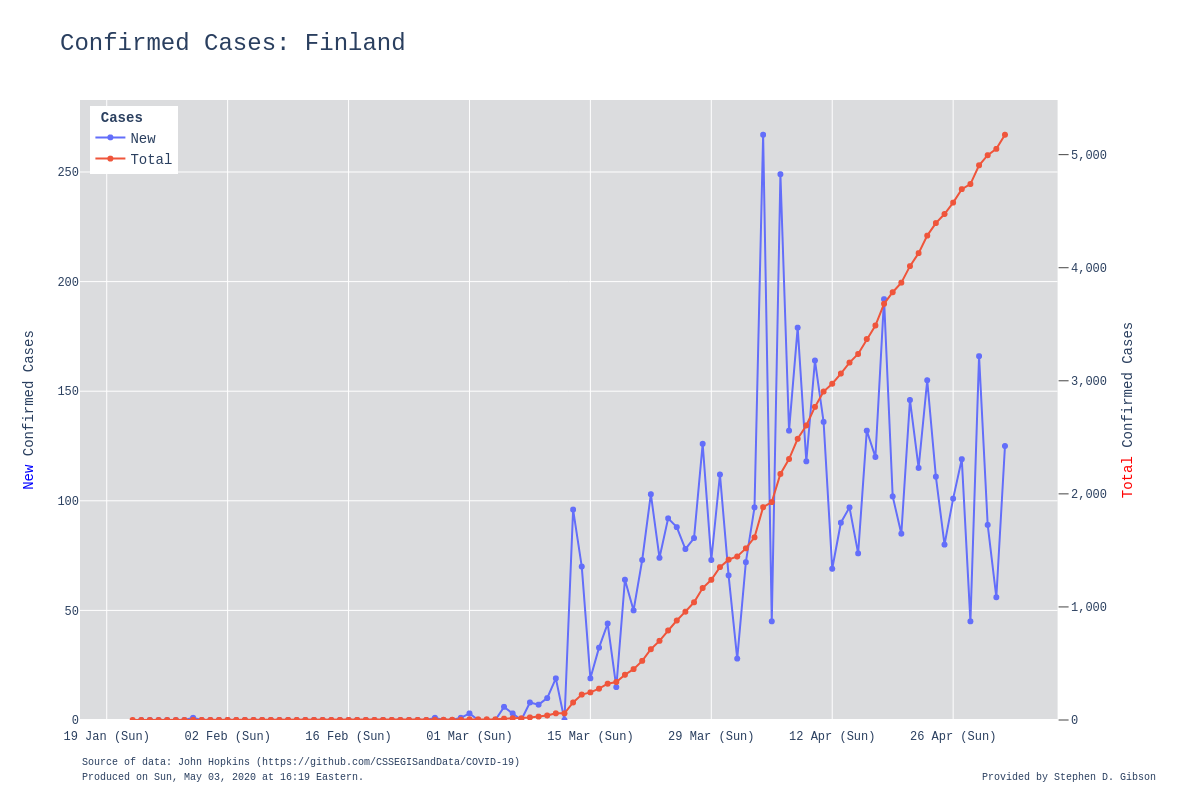 Confirmed Cases: Finland
Cases
New
Total
250
200
150
100
50
0
5,000
4,000
3,000
2,000
1,000
0
New Confirmed Cases
Total Confirmed Cases
19 Jan (Sun) 02 Feb (Sun) 16 Feb (Sun) 01 Mar (Sun) 15 Mar (Sun) 29 Mar (Sun) 12 Apr (Sun) 26 Apr (Sun)
Source of data: John Hopkins (https://github.com/CSSEGISandData/COVID-19)
Produced on Sun, May 03, 2020 at 16:19 Eastern.
Provided by Stephen D. Gibson